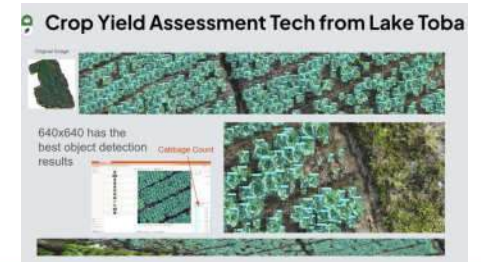 Crop Yield Assessment Tech from Lake Toba
Original Image
640x640 has the
best object detection
results
Cabbage Count